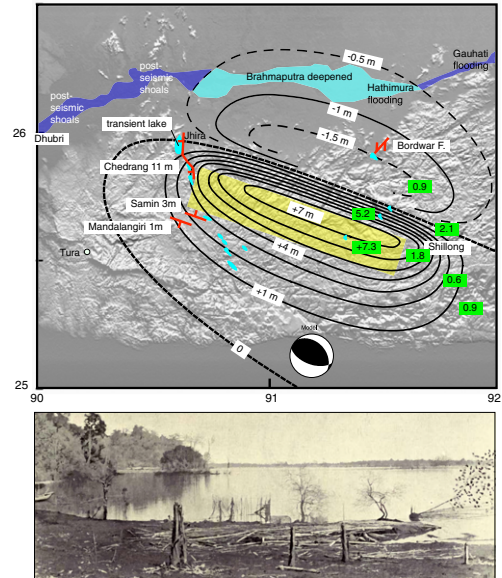 -0.5 m
Gauhati
flooding
post-
seismic
shoals
Brahmaputra deepened
Hathimura
flooding
post-
seismic
shoals
-1 m
transient lake
26
Dhubri
Jhira
-1.5 m
Bordwar F.
Chedrang 11 m
0.9
Samin 3m
+7 m
5.2
Mandalangiri 1m
2.1
+7.3
Shillong
Tura
+4 m
1.8
0.6
+1 m
0.9
Model
0
25
90
91
92